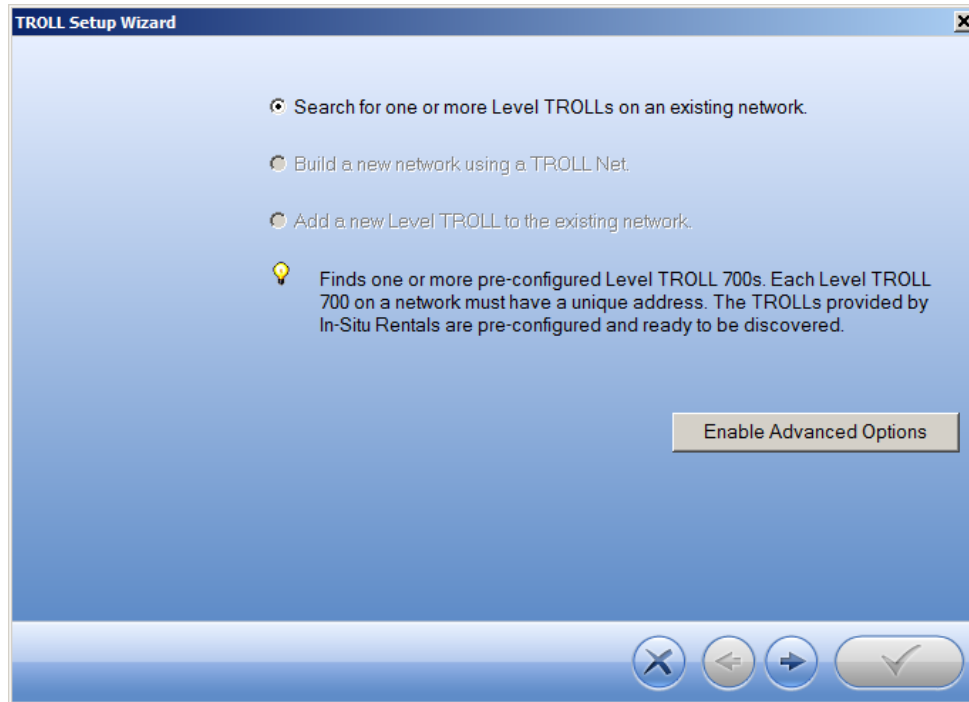 TROLL Setup Wizard
Search for one or more Level TROLLs on an existing network.
Build a new network using a TROLL Net.
Add a new Level TROLL to the existing network.
Finds one or more pre-configured Level TROLL 700s. Each Level TROLL
700 on a network must have a unique address. The TROLLs provided by
In-Situ Rentals are pre-configured and ready to be discovered.
Enable Advanced Options